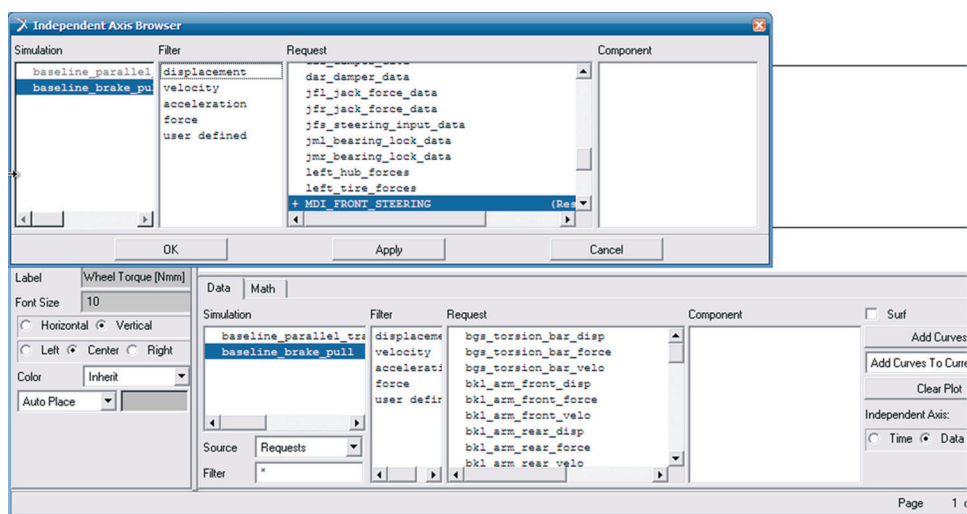 Independent Axis Browser
Simulation Filter Request Component
baseline_parallel
baseline_brake_pu
displacement
velocity
acceleration
force
user defined
dar_damper_data
jfl_jack_force_data
jfr_jack_force_data
jfs_steering_input_data
jml_bearing_lock_data
jmr_bearing_lock_data
left_hub_forces
left_tire_forces
+ MDI_FRONT_STEERING (Res
OK Apply Cancel
Label Wheel Torque [Nmm]
Font Size 10
Horizontal Vertical
Left Center Right
Color Inherit
Auto Place
Data Math
Simulation Filter Request Component
baseline_parallel_tra
baseline_brake_pull
displaceme
velocity
accelerati
force
user defir
bgs_torsion_bar_disp
bgs_torsion_bar_force
bgs_torsion_bar_velo
bkl_arm_front_disp
bkl_arm_front_force
bkl_arm_front_velo
bkl_arm_rear_disp
bkl_arm_rear_force
bkl_arm_rear_velo
Source Requests
Filter *
Surf
Add Curves
Add Curves To Curre
Clear Plot
Independent Axis:
Time Data
Page 1